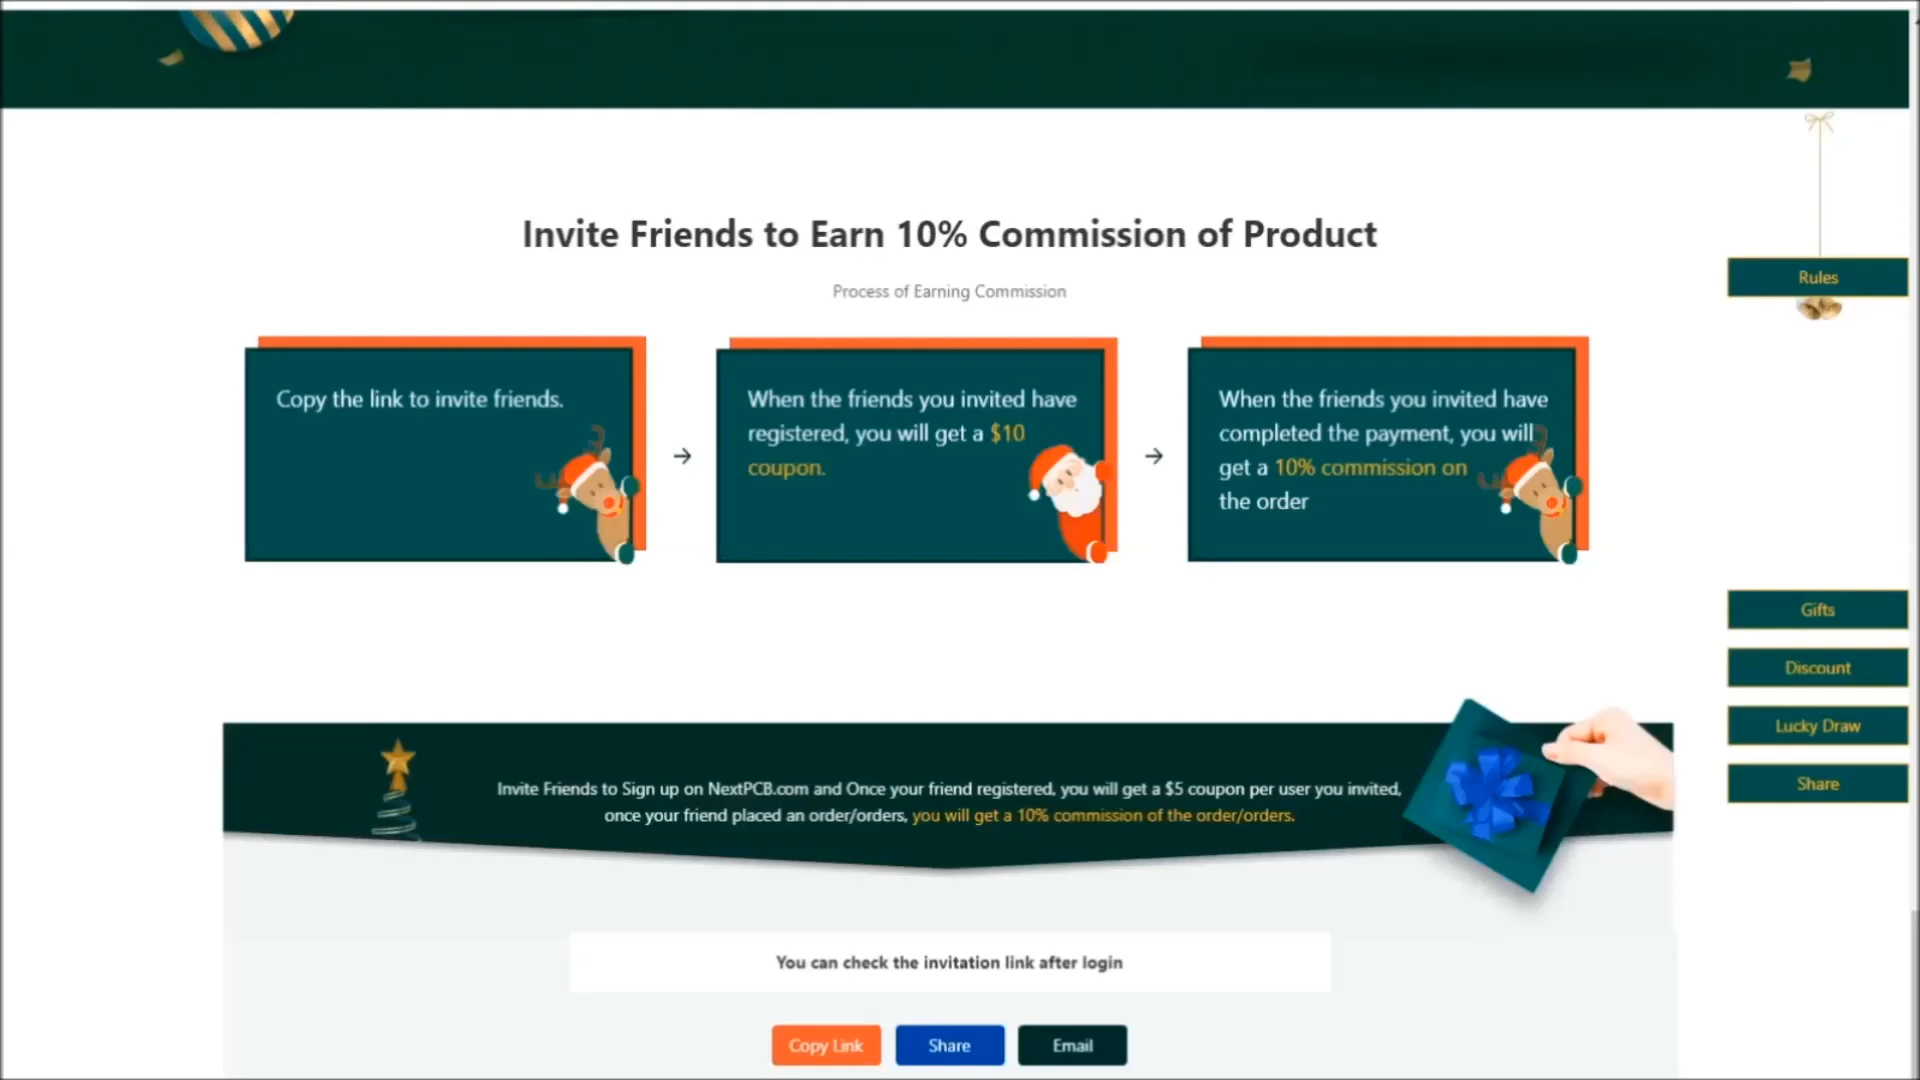 Invite Friends to Earn 10% Commission of Product
Process of Earning Commission
Rules
Copy the link to invite friends.
When the friends you invited have
registered, you will get a $10
coupon.
When the friends you invited have
completed the payment, you will
get a 10% commission on
the order
Gifts
Discount
Lucky Draw
Share
Invite Friends to Sign up on NextPCB.com and Once your friend registered, you will get a $5 coupon per user you invited,
once your friend placed an order/orders, you will get a 10% commission of the order/orders.
You can check the invitation link after login
Copy Link
Share
Email